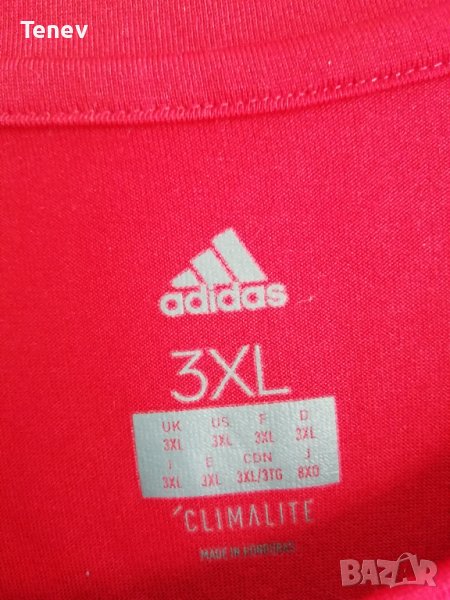 Tenev
adidas
3XL
UK US F D
3XL 3XL 3XL 3XL
I E CDN J
3XL 3XL 3XL/3TG 8XO
CLIMALITE
MADE IN HONDURAS
BAZAR